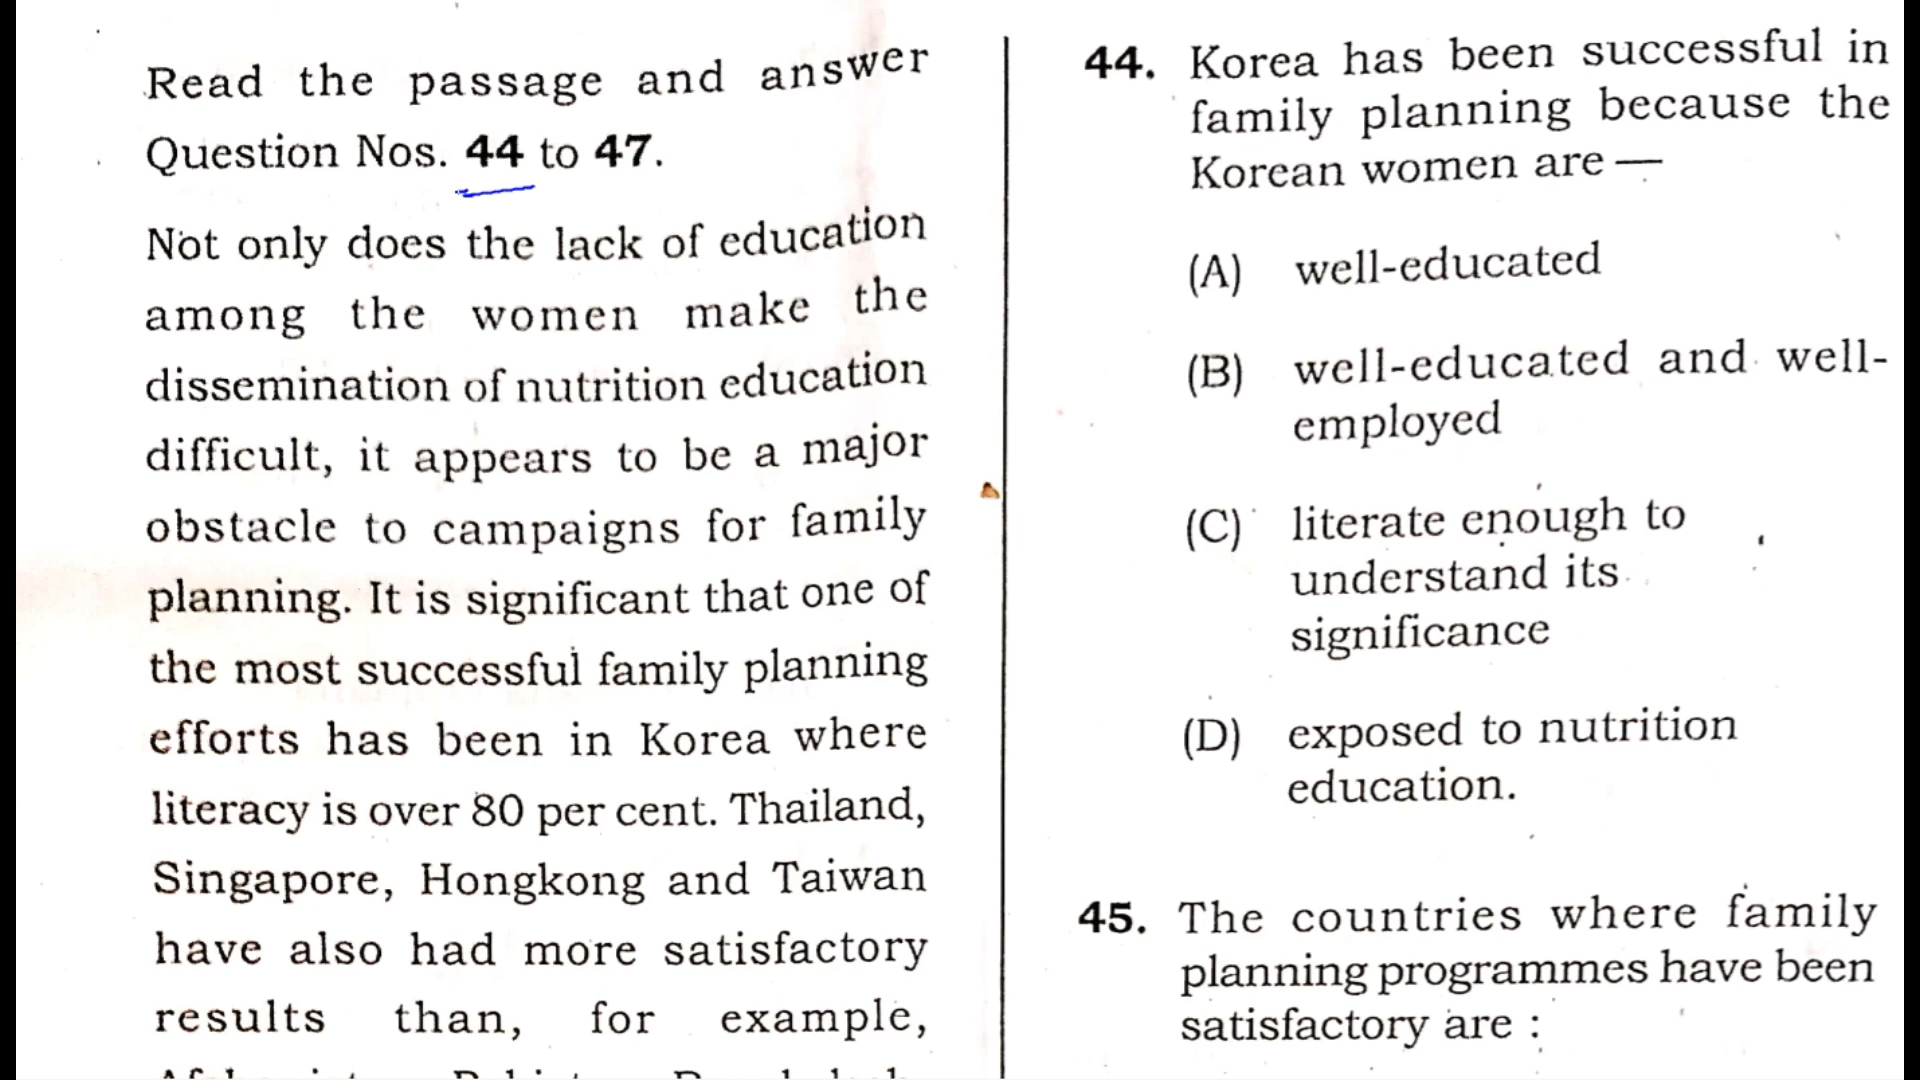 Read the passage and answer
Question Nos. 44 to 47.
Not only does the lack of education
among the women make the
dissemination of nutrition education
difficult, it appears to be a major
obstacle to campaigns for family
planning. It is significant that one of
the most successful family planning
efforts has been in Korea where
literacy is over 80 per cent. Thailand,
Singapore, Hongkong and Taiwan
have also had more satisfactory
results than, for example,
44. Korea has been successful in
family planning because the
Korean women are —
(A) well-educated
(B) well-educated and well-
employed
(C) literate enough to
understand its
significance
(D) exposed to nutrition
education.
45. The countries where family
planning programmes have been
satisfactory are :